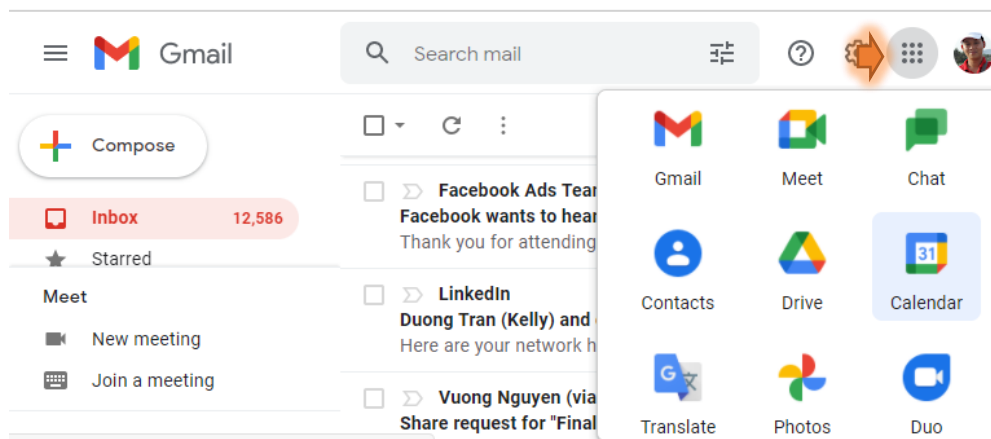 Gmail
Search mail
Compose
Inbox 12,586
Starred
Meet
New meeting
Join a meeting
Facebook Ads Tear
Facebook wants to hear
Thank you for attending
LinkedIn
Duong Tran (Kelly) and
Here are your network h
Vuong Nguyen (via
Share request for "Final
Gmail Meet Chat
31
Contacts Drive Calendar
G
Translate Photos Duo